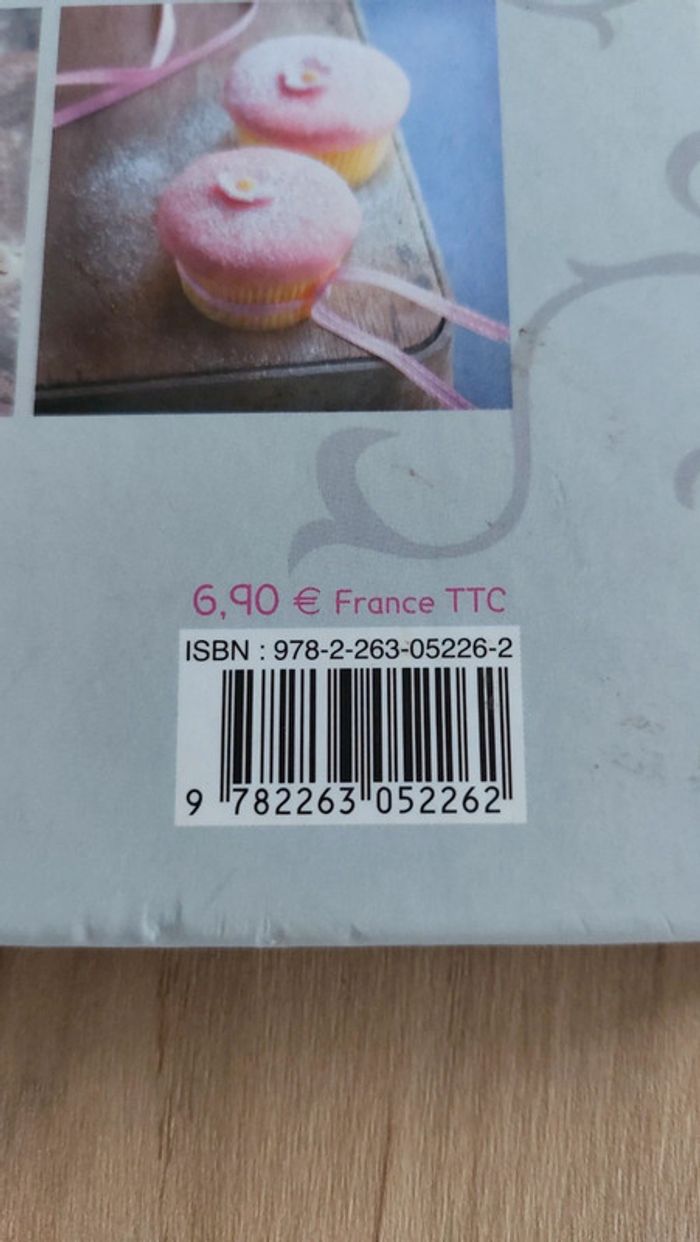 6,90 € France TTC
ISBN : 978-2-263-05226-2
9 782263 052262